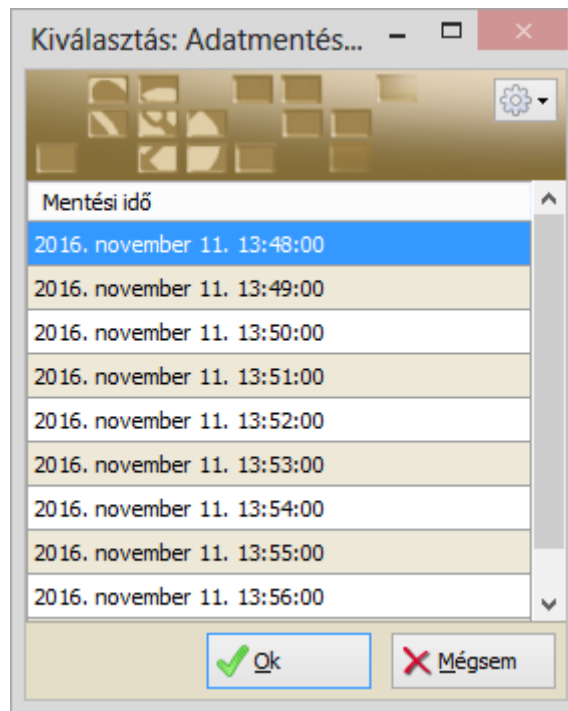 Kiválasztás: Adatmentés...
Mentési idő
2016. november 11. 13:48:00
2016. november 11. 13:49:00
2016. november 11. 13:50:00
2016. november 11. 13:51:00
2016. november 11. 13:52:00
2016. november 11. 13:53:00
2016. november 11. 13:54:00
2016. november 11. 13:55:00
2016. november 11. 13:56:00
Ok
Mégsem